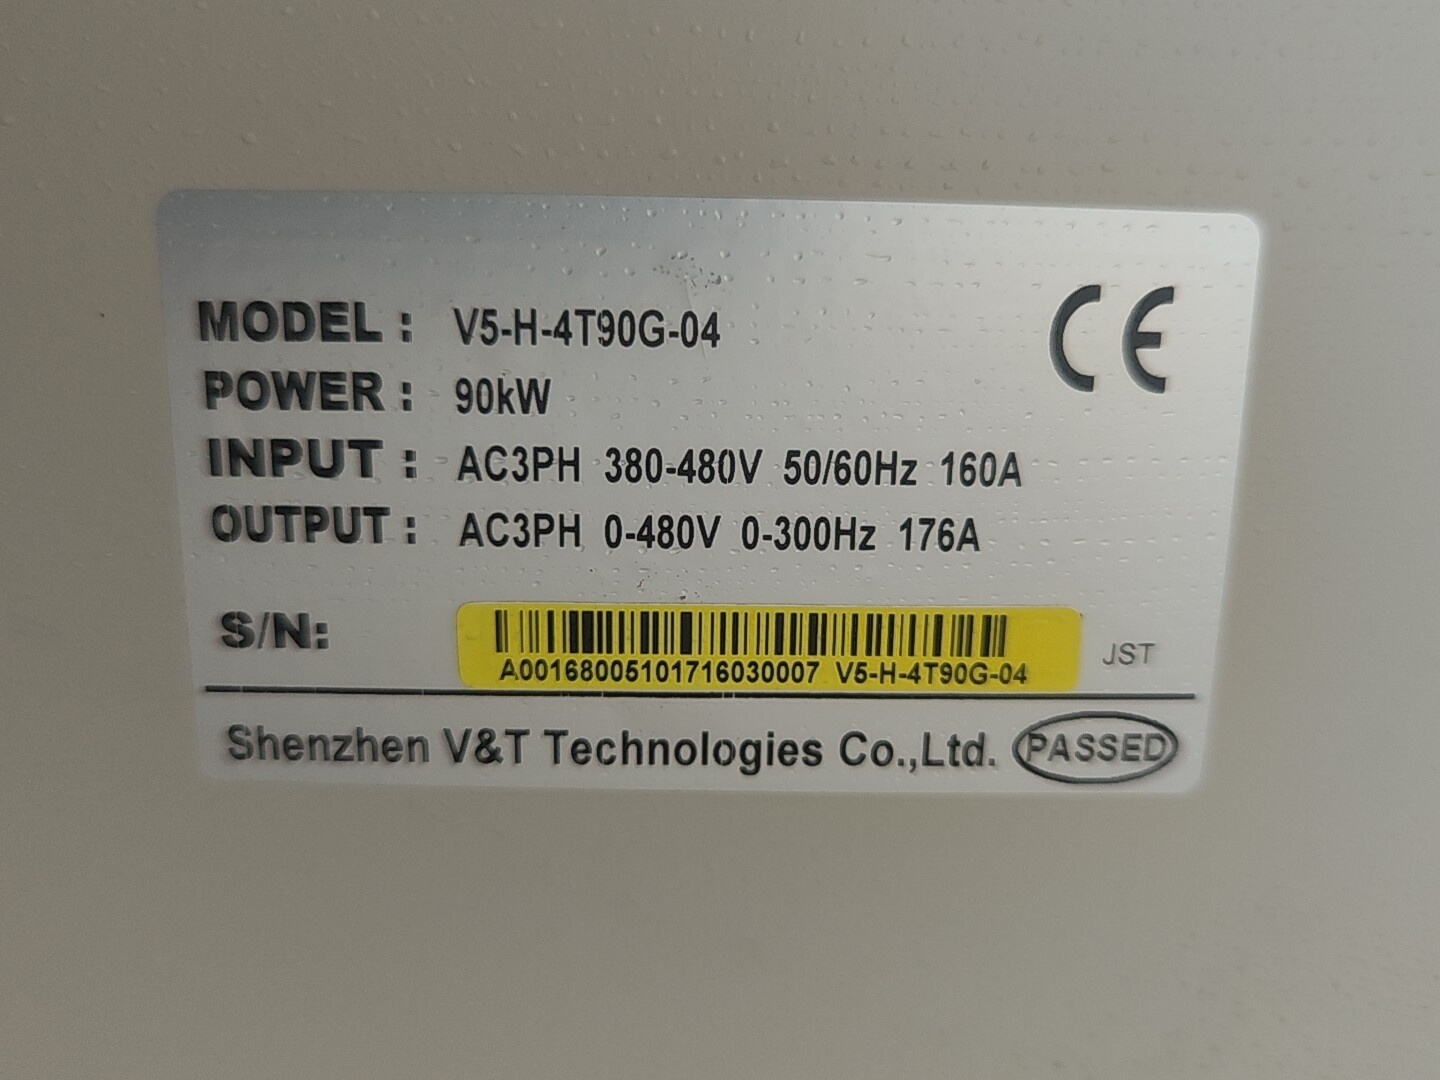 MODEL : V5-H-4T90G-04
CE
POWER : 90kW
INPUT : AC3PH 380-480V 50/60Hz 160A
OUTPUT : AC3PH 0-480V 0-300Hz 176A
S/N:
A00168005101716030007 V5-H-4T90G-04
JST
Shenzhen V&T Technologies Co.,Ltd. PASSED